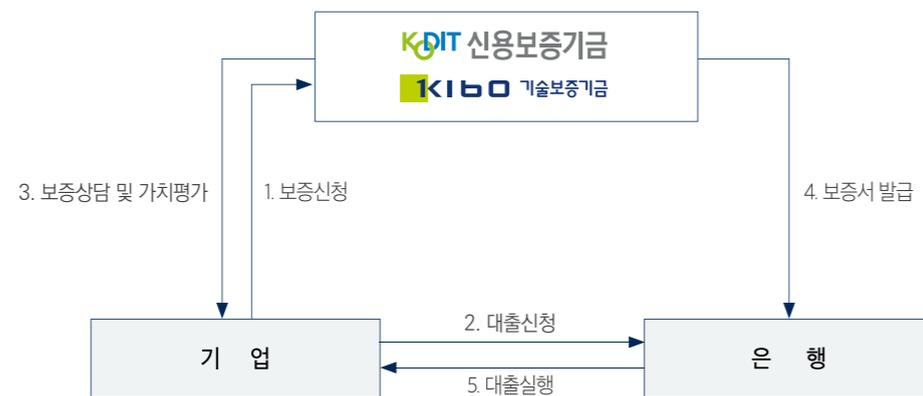 KODIT 신용보증기금
KIBO 기술보증기금
3. 보증상담 및 가치평가
1. 보증신청
4. 보증서 발급
2. 대출신청
기 업
은 행
5. 대출실행